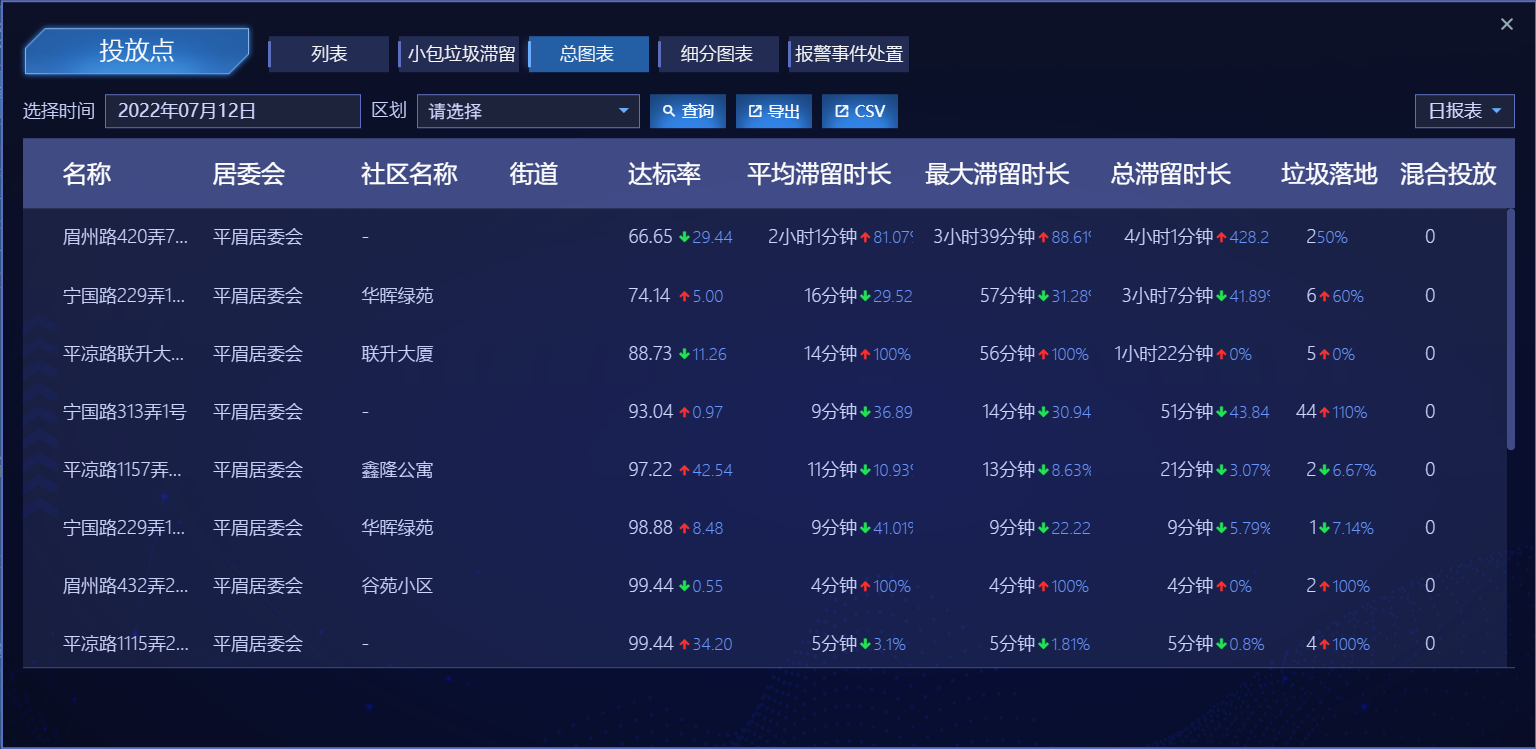 投放点 列表 小包垃圾滞留 总图表 细分图表 报警事件处置
选择时间 2022年07月12日 区划 请选择 查询 导出 CSV 日报表
名称 居委会 社区名称 街道 达标率 平均滞留时长 最大滞留时长 总滞留时长 垃圾落地 混合投放
眉州路420弄7... 平眉居委会 - 66.65 29.44 2小时1分钟 81.07% 3小时39分钟 88.61% 4小时1分钟 428.2 2 50% 0
宁国路229弄1... 平眉居委会 华晖绿苑 74.14 5.00 16分钟 29.52 57分钟 31.28% 3小时7分钟 41.89% 6 60% 0
平凉路联升大... 平眉居委会 联升大厦 88.73 11.26 14分钟 100% 56分钟 100% 1小时22分钟 0% 5 0% 0
宁国路313弄1号 平眉居委会 - 93.04 0.97 9分钟 36.89 14分钟 30.94 51分钟 43.84 44 110% 0
平凉路1157弄... 平眉居委会 鑫隆公寓 97.22 42.54 11分钟 10.93% 13分钟 8.63% 21分钟 3.07% 2 6.67% 0
宁国路229弄1... 平眉居委会 华晖绿苑 98.88 8.48 9分钟 41.01% 9分钟 22.22 9分钟 5.79% 1 7.14% 0
眉州路432弄2... 平眉居委会 谷苑小区 99.44 0.55 4分钟 100% 4分钟 100% 4分钟 0% 2 100% 0
平凉路1115弄2... 平眉居委会 - 99.44 34.20 5分钟 3.1% 5分钟 1.81% 5分钟 0.8% 4 100% 0